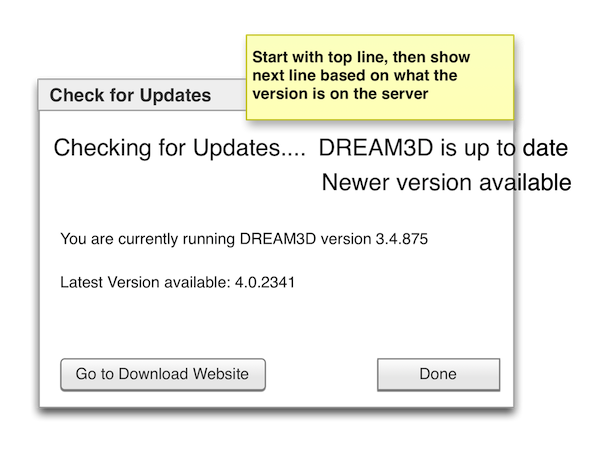 Start with top line, then show
next line based on what the
version is on the server
Check for Updates
Checking for Updates.... DREAM3D is up to date
Newer version available
You are currently running DREAM3D version 3.4.875
Latest Version available: 4.0.2341
Go to Download Website
Done